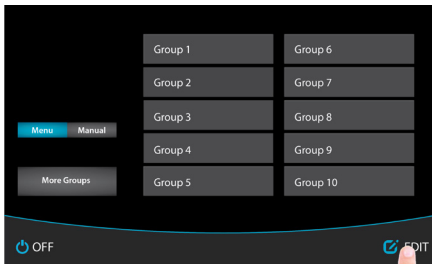 Group 1
Group 2
Group 3
Group 4
Group 5
Group 6
Group 7
Group 8
Group 9
Group 10
Menu Manual
More Groups
OFF
EDIT